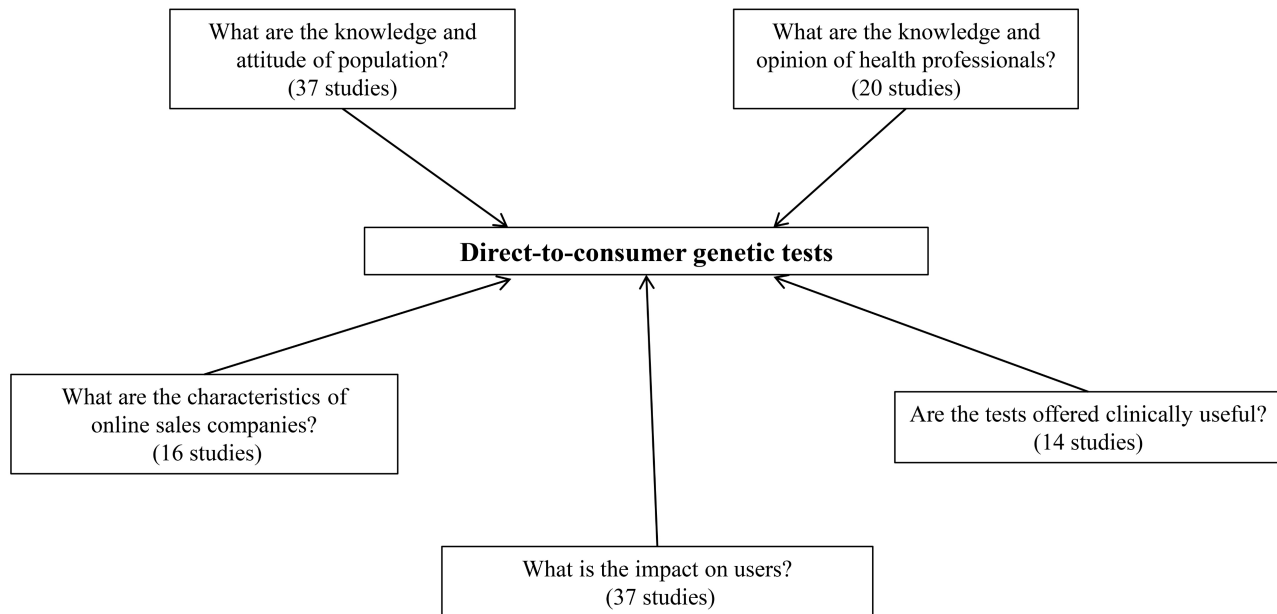 What are the knowledge and
attitude of population?
(37 studies)
What are the knowledge and
opinion of health professionals?
(20 studies)
Direct-to-consumer genetic tests
What are the characteristics of
online sales companies?
(16 studies)
Are the tests offered clinically useful?
(14 studies)
What is the impact on users?
(37 studies)